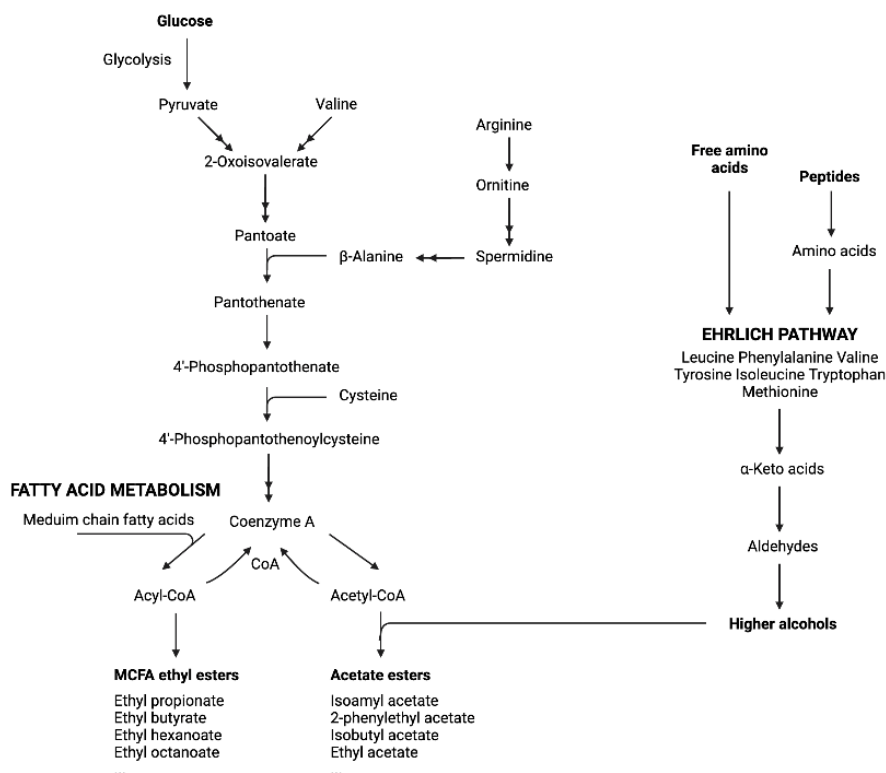 Glucose
Glycolysis
Pyruvate
Valine
2-Oxoisovalerate
Pantoate
Arginine
Ornitine
Spermidine
β-Alanine
Pantothenate
4'-Phosphopantothenate
Cysteine
4'-Phosphopantothenoylcysteine
FATTY ACID METABOLISM
Meduim chain fatty acids
Coenzyme A
CoA
Acyl-CoA
Acetyl-CoA
MCFA ethyl esters
Ethyl propionate
Ethyl butyrate
Ethyl hexanoate
Ethyl octanoate
...
Acetate esters
Isoamyl acetate
2-phenylethyl acetate
Isobutyl acetate
Ethyl acetate
...
Free amino
acids
Peptides
Amino acids
EHRLICH PATHWAY
Leucine Phenylalanine Valine
Tyrosine Isoleucine Tryptophan
Methionine
α-Keto acids
Aldehydes
Higher alcohols